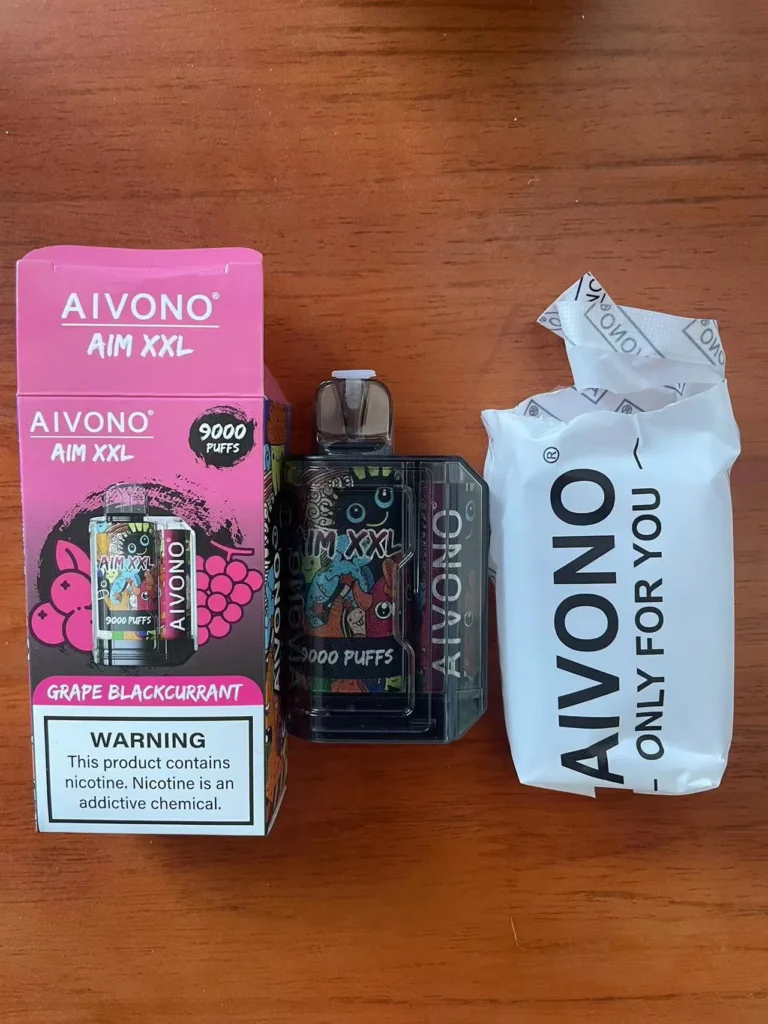 AIVONO®
AIM XXL
AIVONO®
AIM XXL
9000
PUFFS
AIM XXL
AIVONO
9000 PUFFS
GRAPE BLACKCURRANT
WARNING
This product contains
nicotine. Nicotine is an
addictive chemical.
AIVONO
AIM XXL
AIVONO
9000 PUFFS
AIVONO®
ONLY FOR YOU